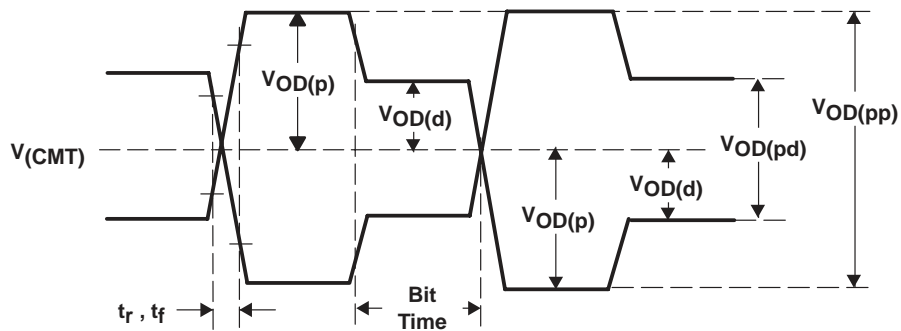 V_OD(p)
V_OD(d)
V_(CMT)
V_OD(pp)
V_OD(pd)
V_OD(d)
V_OD(p)
t_r , t_f
Bit
Time